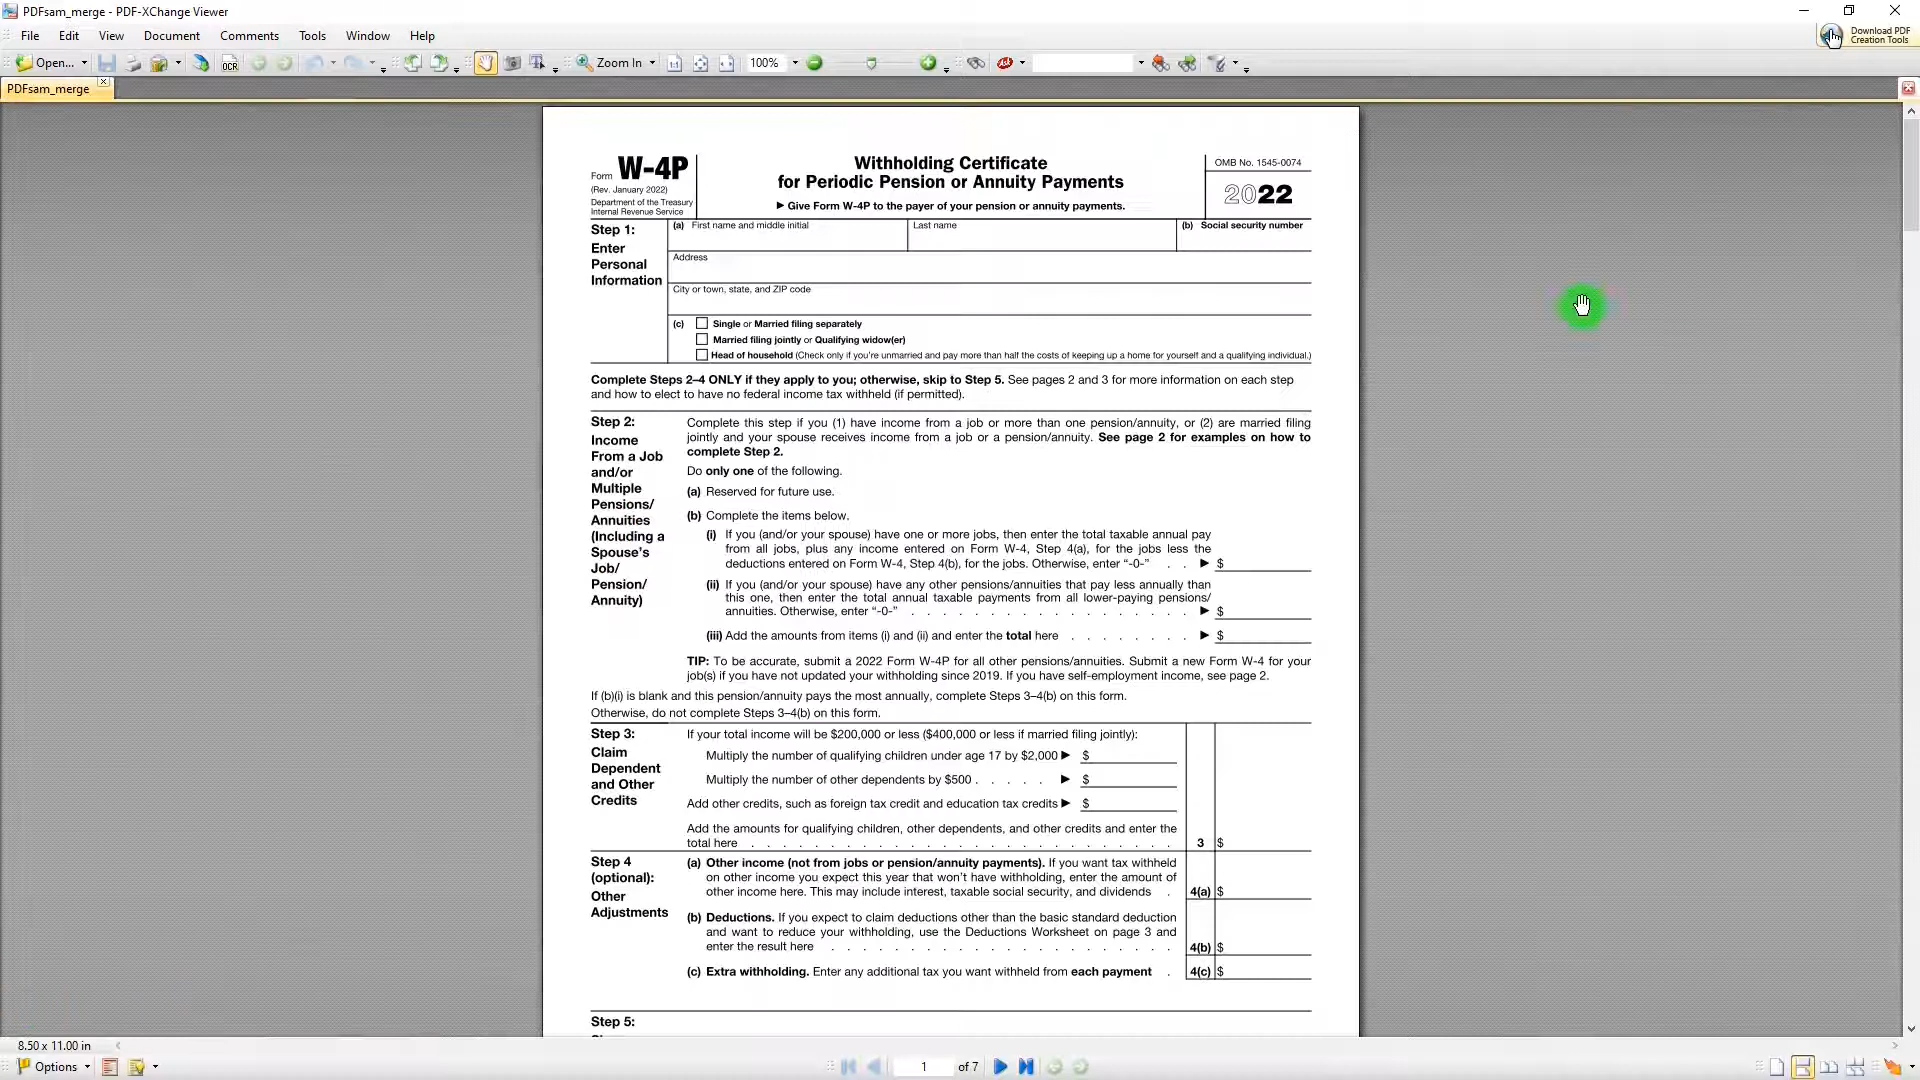 PDFsam_merge - PDF-XChange Viewer
File Edit View Document Comments Tools Window Help
Download PDF
Creation Tools
Open... OCR Zoom In 100%
PDFsam_merge
Form W-4P
(Rev. January 2022)
Department of the Treasury
Internal Revenue Service
Withholding Certificate
for Periodic Pension or Annuity Payments
▶ Give Form W-4P to the payer of your pension or annuity payments.
OMB No. 1545-0074
2022
Step 1:
Enter
Personal
Information
(a) First name and middle initial
Last name
(b) Social security number
Address
City or town, state, and ZIP code
(c) Single or Married filing separately
Married filing jointly or Qualifying widow(er)
Head of household (Check only if you're unmarried and pay more than half the costs of keeping up a home for yourself and a qualifying individual.)
Complete Steps 2–4 ONLY if they apply to you; otherwise, skip to Step 5. See pages 2 and 3 for more information on each step
and how to elect to have no federal income tax withheld (if permitted).
Step 2:
Income
From a Job
and/or
Multiple
Pensions/
Annuities
(Including a
Spouse's
Job/
Pension/
Annuity)
Complete this step if you (1) have income from a job or more than one pension/annuity, or (2) are married filing
jointly and your spouse receives income from a job or a pension/annuity. See page 2 for examples on how to
complete Step 2.
Do only one of the following.
(a) Reserved for future use.
(b) Complete the items below.
(i) If you (and/or your spouse) have one or more jobs, then enter the total taxable annual pay
from all jobs, plus any income entered on Form W-4, Step 4(a), for the jobs less the
deductions entered on Form W-4, Step 4(b), for the jobs. Otherwise, enter "-0-" . . ▶ $
(ii) If you (and/or your spouse) have any other pensions/annuities that pay less annually than
this one, then enter the total annual taxable payments from all lower-paying pensions/
annuities. Otherwise, enter "-0-" . . . . . . . . . . . . . . . . ▶ $
(iii) Add the amounts from items (i) and (ii) and enter the total here . . . . . . . . ▶ $
TIP: To be accurate, submit a 2022 Form W-4P for all other pensions/annuities. Submit a new Form W-4 for your
job(s) if you have not updated your withholding since 2019. If you have self-employment income, see page 2.
If (b)(i) is blank and this pension/annuity pays the most annually, complete Steps 3–4(b) on this form.
Otherwise, do not complete Steps 3–4(b) on this form.
Step 3:
Claim
Dependent
and Other
Credits
If your total income will be $200,000 or less ($400,000 or less if married filing jointly):
Multiply the number of qualifying children under age 17 by $2,000 ▶ $
Multiply the number of other dependents by $500 . . . . . ▶ $
Add other credits, such as foreign tax credit and education tax credits ▶ $
Add the amounts for qualifying children, other dependents, and other credits and enter the
total here . . . . . . . . . . . . . . . . . . . . . . . . 3 $
Step 4
(optional):
Other
Adjustments
(a) Other income (not from jobs or pension/annuity payments). If you want tax withheld
on other income you expect this year that won't have withholding, enter the amount of
other income here. This may include interest, taxable social security, and dividends . 4(a) $
(b) Deductions. If you expect to claim deductions other than the basic standard deduction
and want to reduce your withholding, use the Deductions Worksheet on page 3 and
enter the result here . . . . . . . . . . . . . . . . . . . . 4(b) $
(c) Extra withholding. Enter any additional tax you want withheld from each payment . 4(c) $
Step 5:
8.50 x 11.00 in
Options 1 of 7